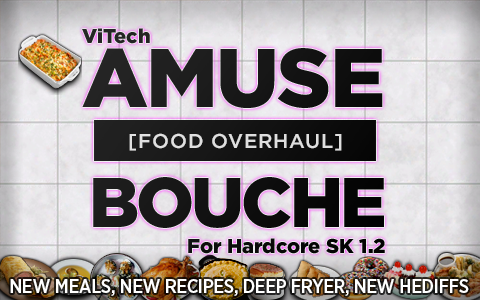 ViTech
AMUSE
[FOOD OVERHAUL]
BOUCHE
For Hardcore SK 1.2
NEW MEALS, NEW RECIPES, DEEP FRYER, NEW HEDIFFS